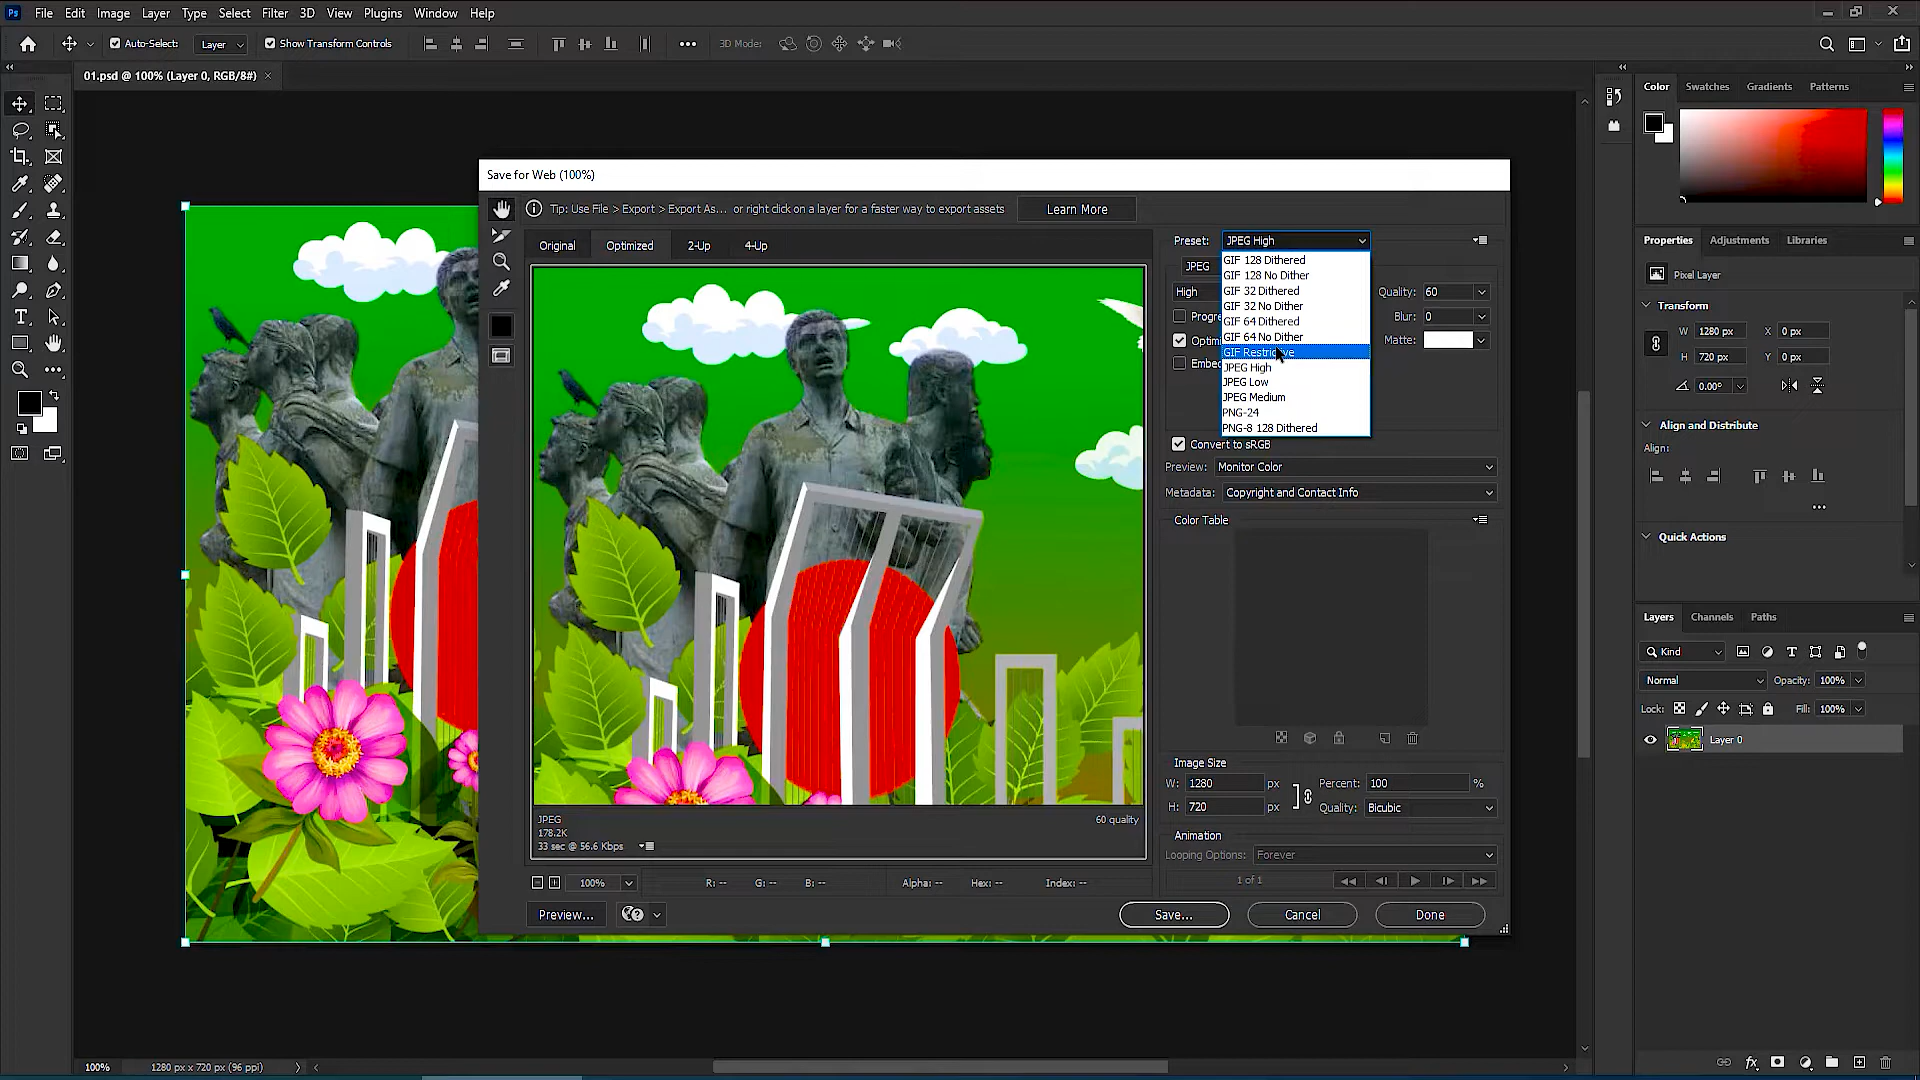 Ps File Edit Image Layer Type Select Filter 3D View Plugins Window Help
Auto-Select: Layer Show Transform Controls 3D Mode:
01.psd @ 100% (Layer 0, RGB/8#) ×
Save for Web (100%)
Tip: Use File > Export > Export As... or right click on a layer for a faster way to export assets Learn More
Original Optimized 2-Up 4-Up
Preset: JPEG High
GIF 128 Dithered
JPEG
GIF 128 No Dither
GIF 32 Dithered
High Quality: 60
GIF 32 No Dither
Blur: 0
GIF 64 Dithered
GIF 64 No Dither
Matte:
GIF
JPEG High
JPEG Low
JPEG Medium
PNG-24
PNG-8 128 Dithered
Convert to sRGB
Preview: Monitor Color
Metadata: Copyright and Contact Info
Color Table
Image Size
W: 1280 px Percent: 100 %
H: 720 px Quality: Bicubic
Animation
Looping Options: Forever
1 of 1
JPEG 60 quality
178.2K
33 sec @ 56.6 Kbps
100% R: -- G: -- B: -- Alpha: -- Hex: -- Index: --
Preview... Save... Cancel Done
Color Swatches Gradients Patterns
Properties Adjustments Libraries
Pixel Layer
Transform
W 1280 px X 0 px
H 720 px Y 0 px
0.00°
Align and Distribute
Align:
Quick Actions
Layers Channels Paths
Kind
Normal Opacity: 100%
Lock: Fill: 100%
Layer 0
fx
100% 1280 px x 720 px (96 ppi)